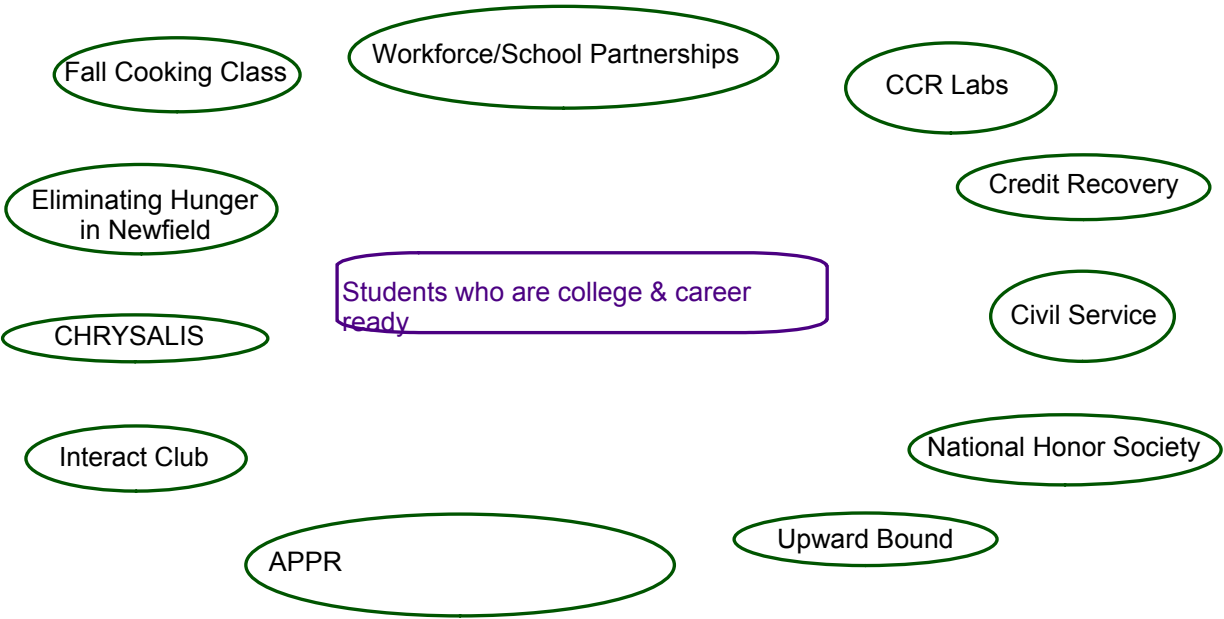 Workforce/School Partnerships
Fall Cooking Class
CCR Labs
Eliminating Hunger
in Newfield
Credit Recovery
Students who are college & career
ready
Civil Service
CHRYSALIS
Interact Club
National Honor Society
APPR
Upward Bound